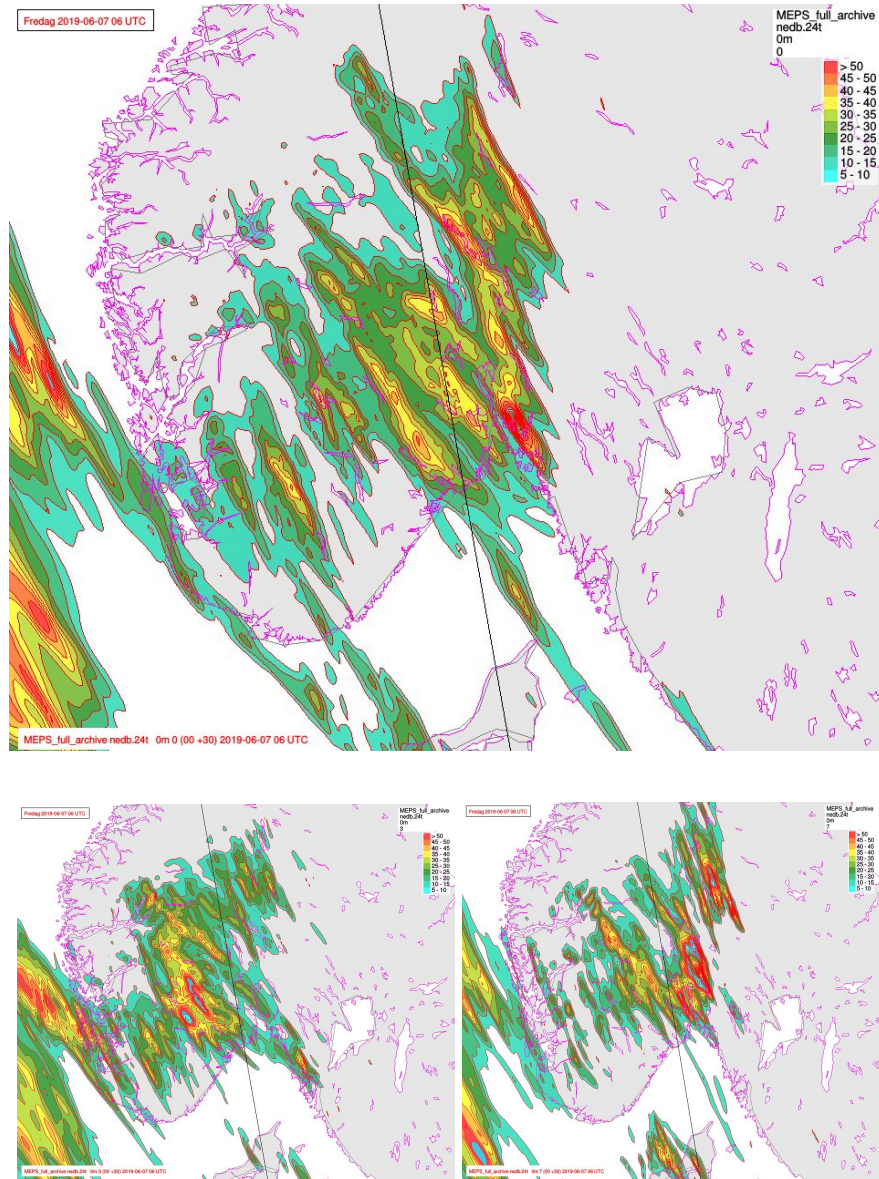 Fredag 2019-06-07 06 UTC
MEPS_full_archive
nedb.24t
0m
0
> 50
45 - 50
40 - 45
35 - 40
30 - 35
25 - 30
20 - 25
15 - 20
10 - 15
5 - 10
MEPS_full_archive nedb.24t 0m 0 (00 +30) 2019-06-07 06 UTC
Fredag 2019-06-07 06 UTC
MEPS_full_archive
nedb.24t
0m
3
> 50
45 - 50
40 - 45
35 - 40
30 - 35
25 - 30
20 - 25
15 - 20
10 - 15
5 - 10
MEPS_full_archive nedb.24t 0m 3 (00 +30) 2019-06-07 06 UTC
Fredag 2019-06-07 06 UTC
MEPS_full_archive
nedb.24t
0m
7
> 50
45 - 50
40 - 45
35 - 40
30 - 35
25 - 30
20 - 25
15 - 20
10 - 15
5 - 10
MEPS_full_archive nedb.24t 0m 7 (00 +30) 2019-06-07 06 UTC